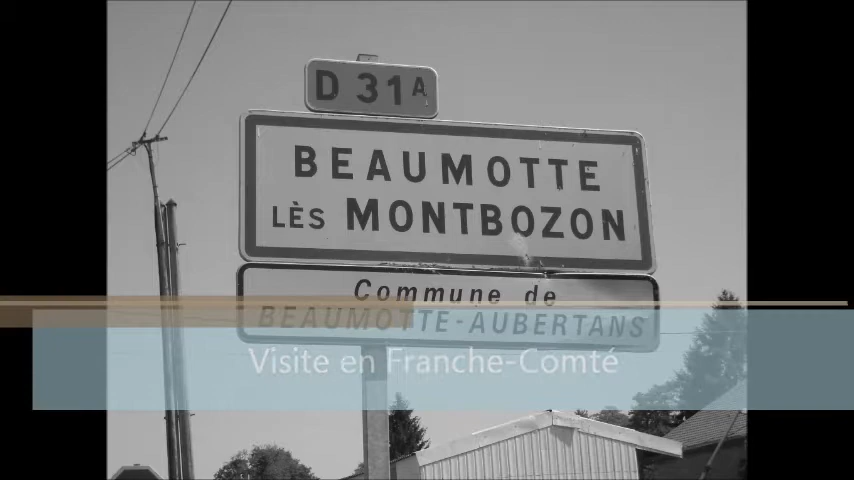 D 31A
BEAUMOTTE
LÈS MONTBOZON
Commune de
BEAUMOTTE-AUBERTANS
Visite en Franche-Comté